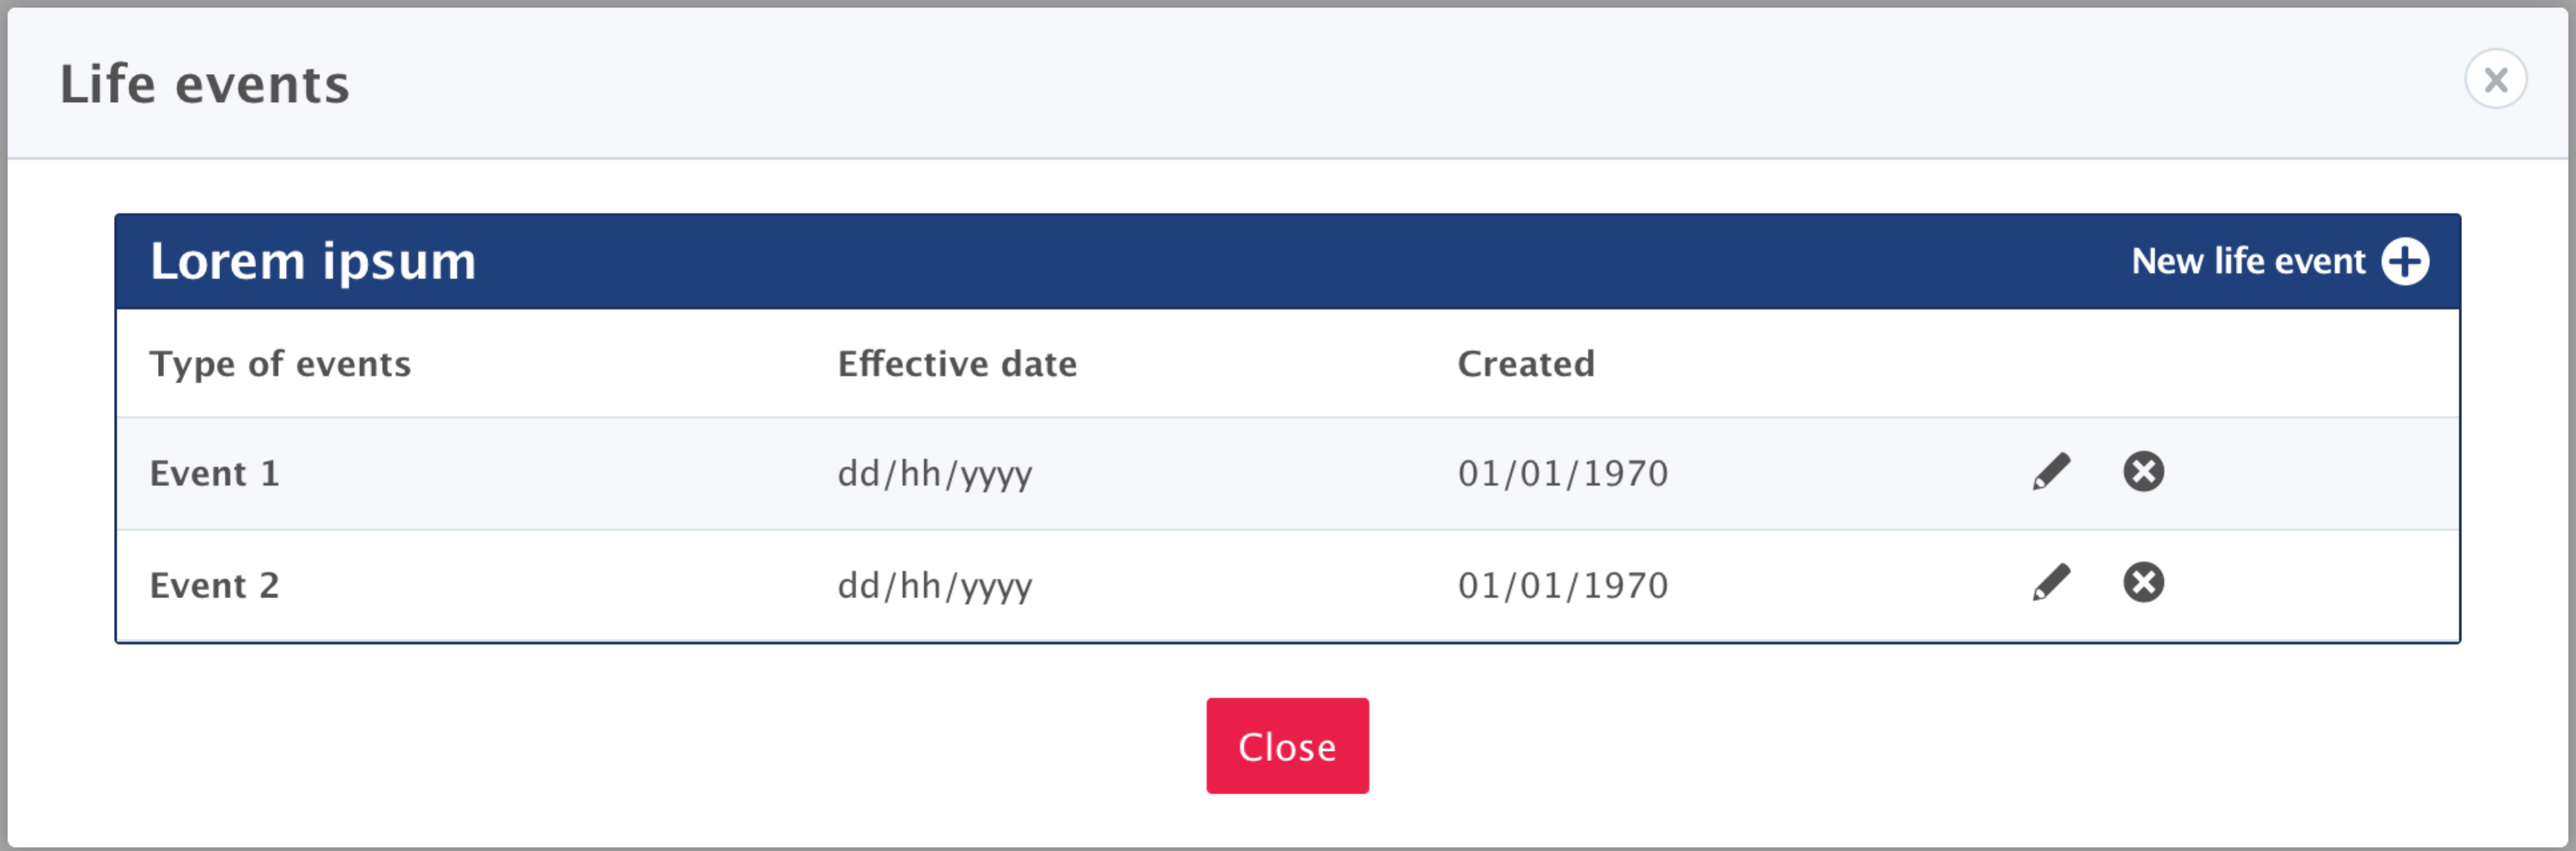 Life events
Lorem ipsum
New life event
Type of events Effective date Created
Event 1 dd/hh/yyyy 01/01/1970
Event 2 dd/hh/yyyy 01/01/1970
Close